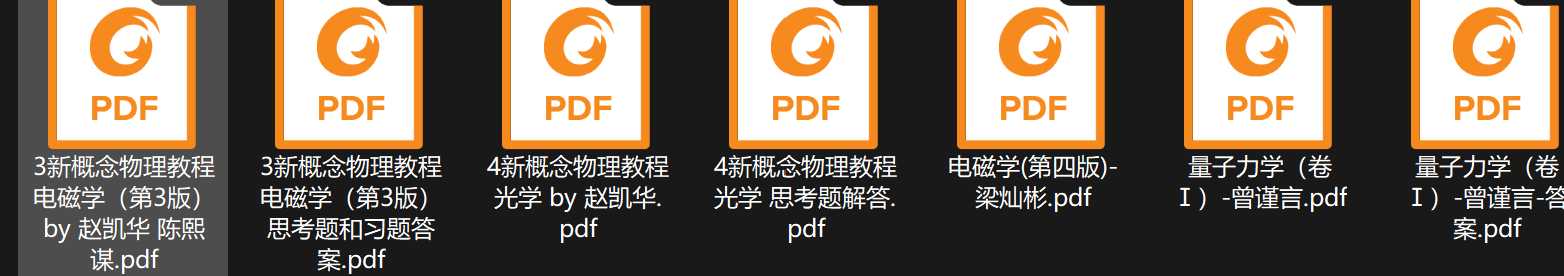 PDF
3新概念物理教程
电磁学（第3版）
by 赵凯华 陈熙
谋.pdf
PDF
3新概念物理教程
电磁学（第3版）
思考题和习题答
案.pdf
PDF
4新概念物理教程
光学 by 赵凯华.
pdf
PDF
4新概念物理教程
光学 思考题解答.
pdf
PDF
电磁学(第四版)-
梁灿彬.pdf
PDF
量子力学（卷
Ⅰ）-曾谨言.pdf
PDF
量子力学（卷
Ⅰ）-曾谨言-答
案.pdf